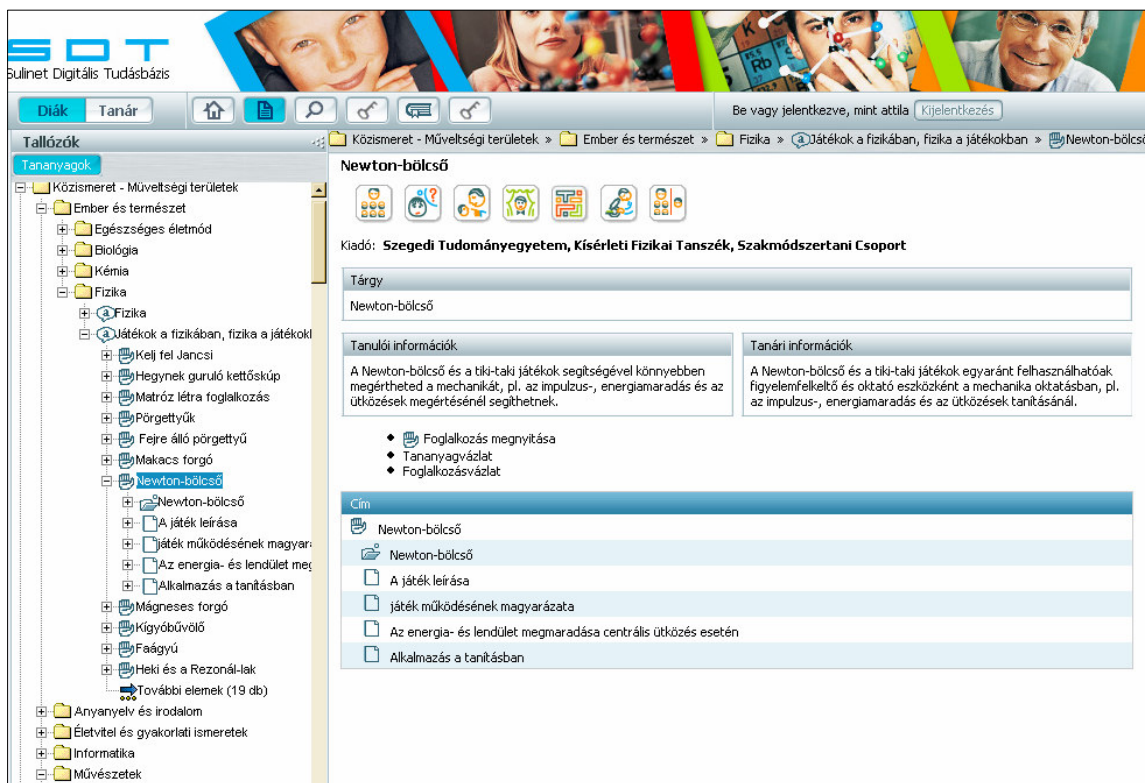 SDT
Sulinet Digitális Tudásbázis
Rb
Diák Tanár
Be vagy jelentkezve, mint attila Kijelentkezés
Tallózók
Közismeret - Műveltségi területek » Ember és természet » Fizika » Játékok a fizikában, fizika a játékokban » Newton-bölcső
Tananyagok
Közismeret - Műveltségi területek
Ember és természet
Egészséges életmód
Biológia
Kémia
Fizika
Fizika
Játékok a fizikában, fizika a játékokl
Kelj fel Jancsi
Hegynek guruló kettőskúp
Matróz létra foglalkozás
Pörgettyűk
Fejre álló pörgettyű
Makacs forgó
Newton-bölcső
Newton-bölcső
A játék leírása
játék működésének magyará
Az energia- és lendület meg
Alkalmazás a tanításban
Mágneses forgó
Kígyóbűvölő
Faágyú
Heki és a Rezonál-lak
További elemek (19 db)
Anyanyelv és irodalom
Életvitel és gyakorlati ismeretek
Informatika
Művészetek
Newton-bölcső
Kiadó: Szegedi Tudományegyetem, Kísérleti Fizikai Tanszék, Szakmódszertani Csoport
Tárgy
Newton-bölcső
Tanulói információk
A Newton-bölcső és a tiki-taki játékok segítségével könnyebben
megértheted a mechanikát, pl. az impulzus-, energiamaradás és az
ütközések megértésénél segíthetnek.
Tanári információk
A Newton-bölcső és a tiki-taki játékok egyaránt felhasználhatóak
figyelemfelkeltő és oktató eszközként a mechanika oktatásban, pl.
az impulzus-, energiamaradás és az ütközések tanításánál.
Foglalkozás megnyitása
Tananyagvázlat
Foglalkozásvázlat
Cím
Newton-bölcső
Newton-bölcső
A játék leírása
játék működésének magyarázata
Az energia- és lendület megmaradása centrális ütközés esetén
Alkalmazás a tanításban